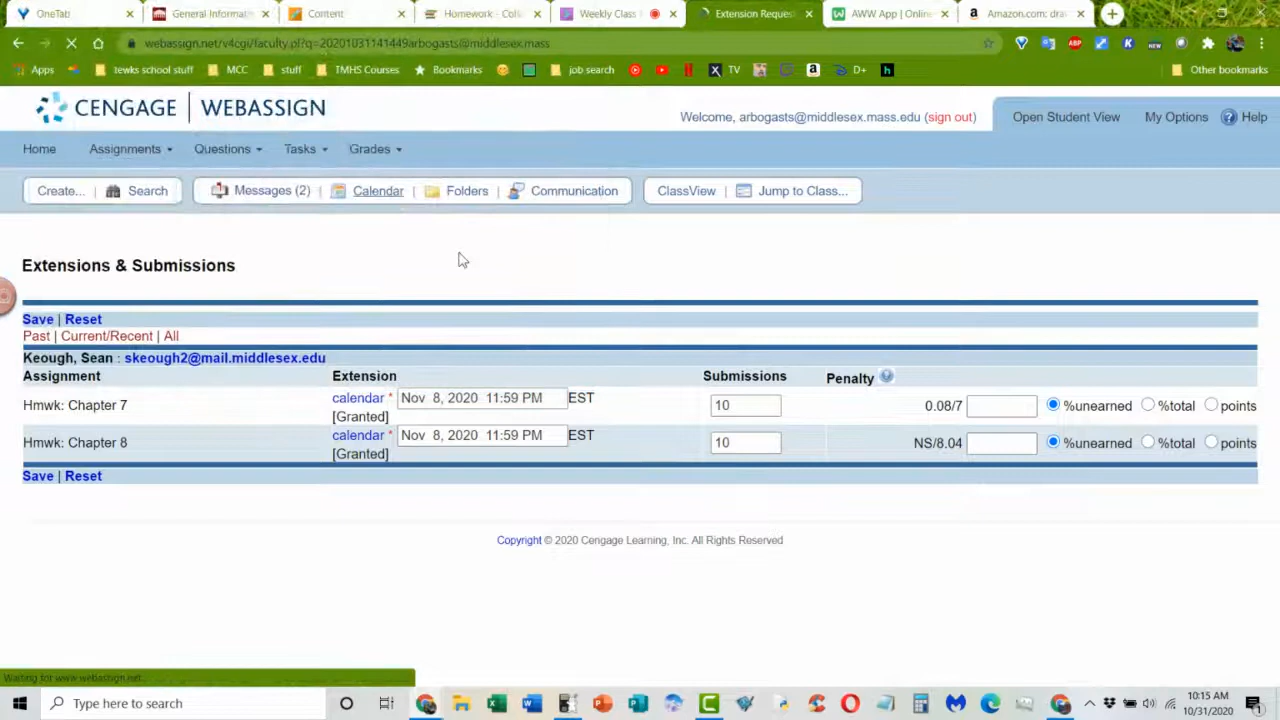 OneTab
General Informati
Content
Homework - Coll
Weekly Class
Extension Reques
AWW App | Online
Amazon.com: dra
webassign.net/v4cgi/faculty.pl?q=20201031141449arbogasts@middlesex.mass
Apps
tewks school stuff
MCC
stuff
TMHS Courses
Bookmarks
job search
TV
D+
Other bookmarks
CENGAGE | WEBASSIGN
Welcome, arbogasts@middlesex.mass.edu (sign out)
Open Student View
My Options
Help
Home
Assignments
Questions
Tasks
Grades
Create... | Search
Messages (2) | Calendar | Folders | Communication
ClassView | Jump to Class...
Extensions & Submissions
Save | Reset
Past | Current/Recent | All
Keough, Sean : skeough2@mail.middlesex.edu
Assignment Extension Submissions Penalty
Hmwk: Chapter 7 calendar * Nov 8, 2020 11:59 PM EST 10 0.08/7 %unearned %total points
[Granted]
Hmwk: Chapter 8 calendar * Nov 8, 2020 11:59 PM EST 10 NS/8.04 %unearned %total points
[Granted]
Save | Reset
Copyright © 2020 Cengage Learning, Inc. All Rights Reserved
Waiting for www.webassign.net...
Type here to search
10:15 AM
10/31/2020